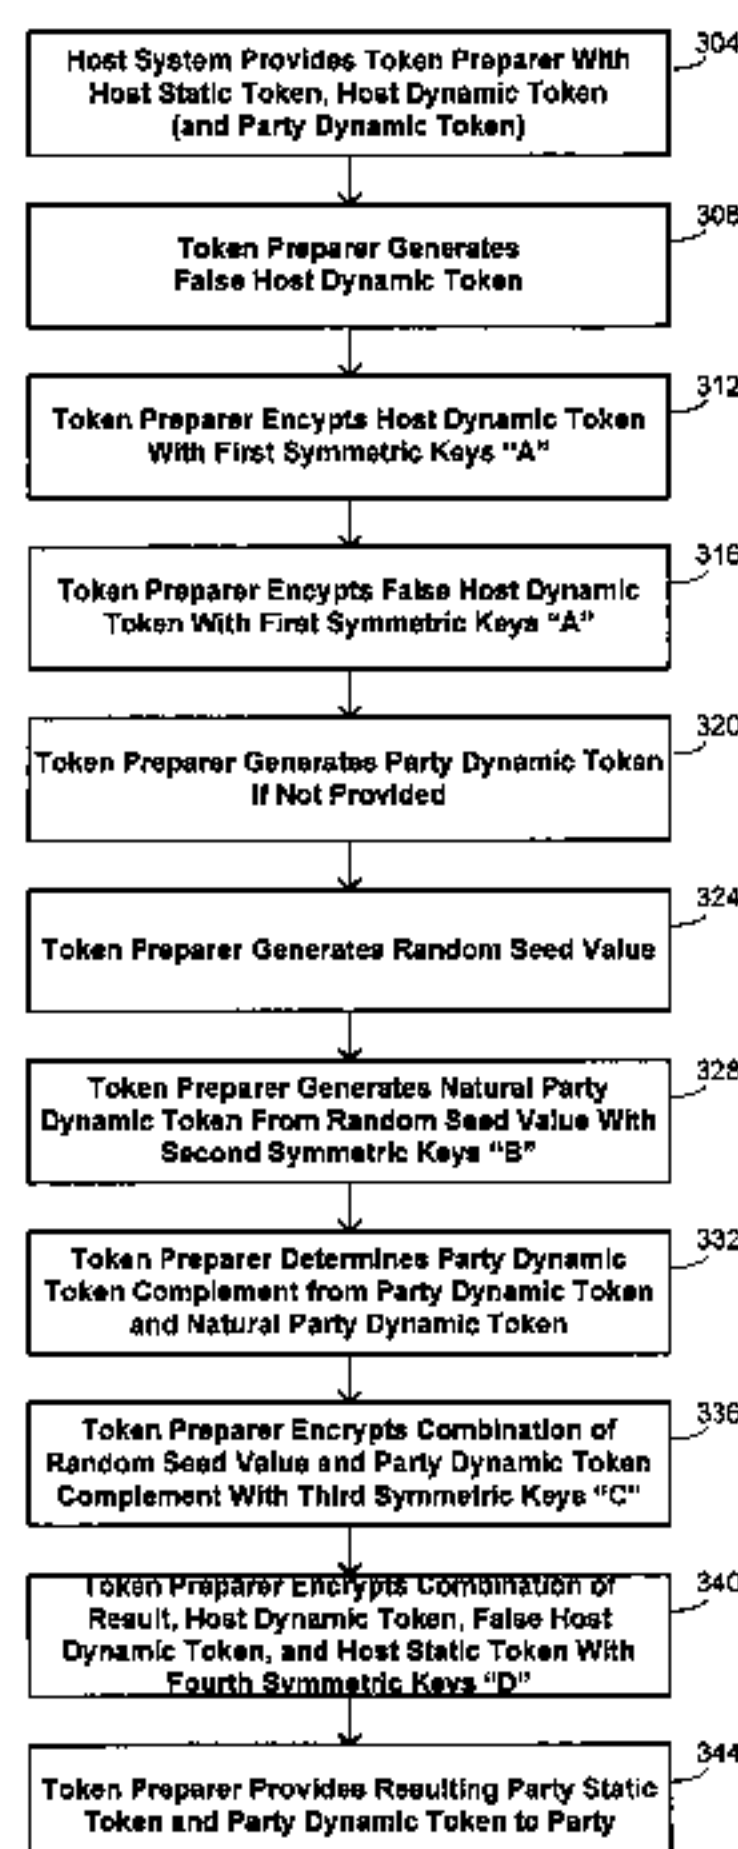 304
Host System Provides Token Preparer With
Host Static Token, Host Dynamic Token
(and Party Dynamic Token)
308
Token Preparer Generates
False Host Dynamic Token
312
Token Preparer Encypts Host Dynamic Token
With First Symmetric Keys "A"
316
Token Preparer Encypts False Host Dynamic
Token With First Symmetric Keys "A"
320
Token Preparer Generates Party Dynamic Token
If Not Provided
324
Token Preparer Generates Random Seed Value
328
Token Preparer Generates Natural Party
Dynamic Token From Random Seed Value With
Second Symmetric Keys "B"
332
Token Preparer Determines Party Dynamic
Token Complement from Party Dynamic Token
and Natural Party Dynamic Token
336
Token Preparer Encrypts Combination of
Random Seed Value and Party Dynamic Token
Complement With Third Symmetric Keys "C"
340
Token Preparer Encrypts Combination of
Result, Host Dynamic Token, False Host
Dynamic Token, and Host Static Token With
Fourth Symmetric Keys "D"
344
Token Preparer Provides Resulting Party Static
Token and Party Dynamic Token to Party